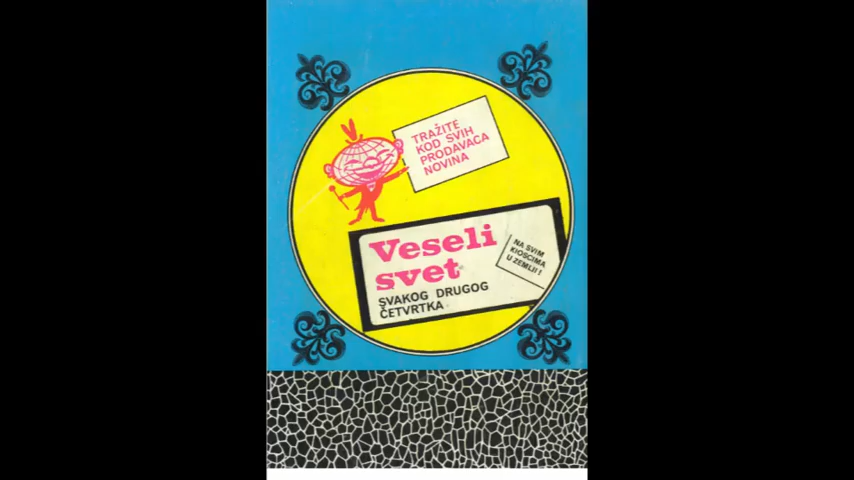 TRAŽITE
KOD SVIH
PRODAVACA
NOVINA
Veseli
svet
SVAKOG DRUGOG
ČETVRTKA
NA SVIM
KIOSCIMA
U ZEMLJI!